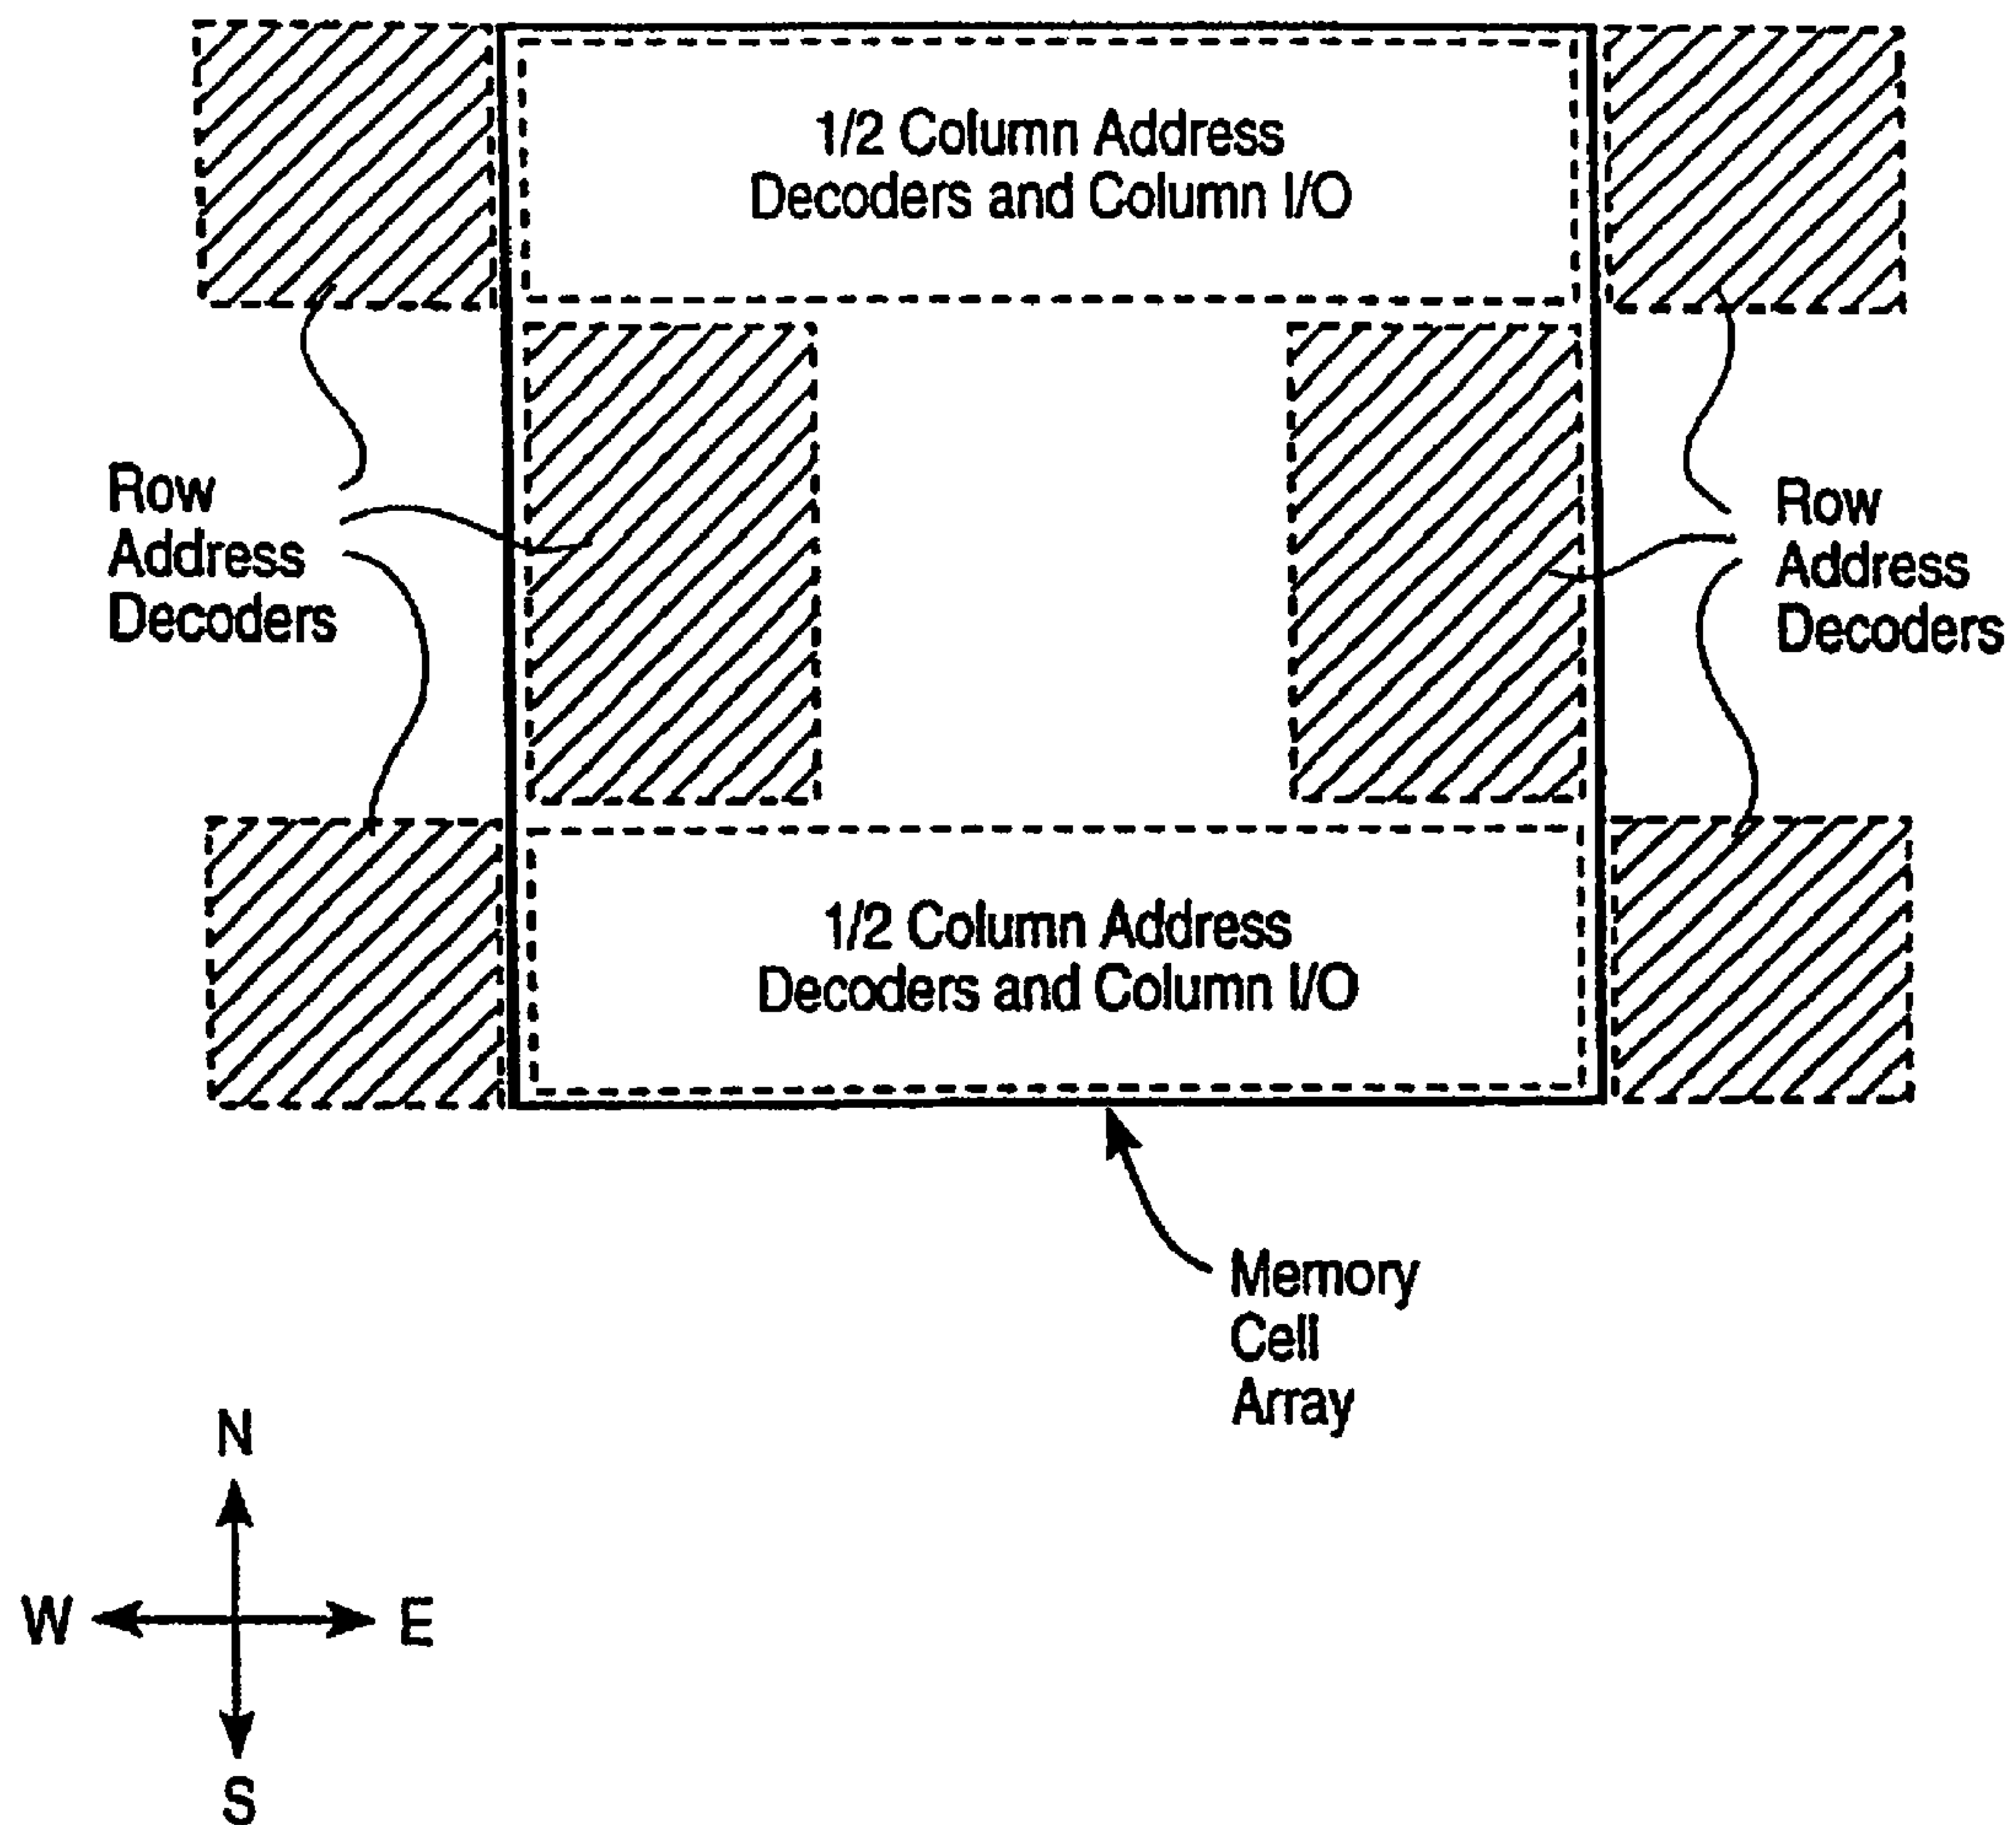 1/2 Column Address
Decoders and Column I/O
Row
Address
Decoders
Row
Address
Decoders
1/2 Column Address
Decoders and Column I/O
Memory
Cell
Array
N
W
E
S